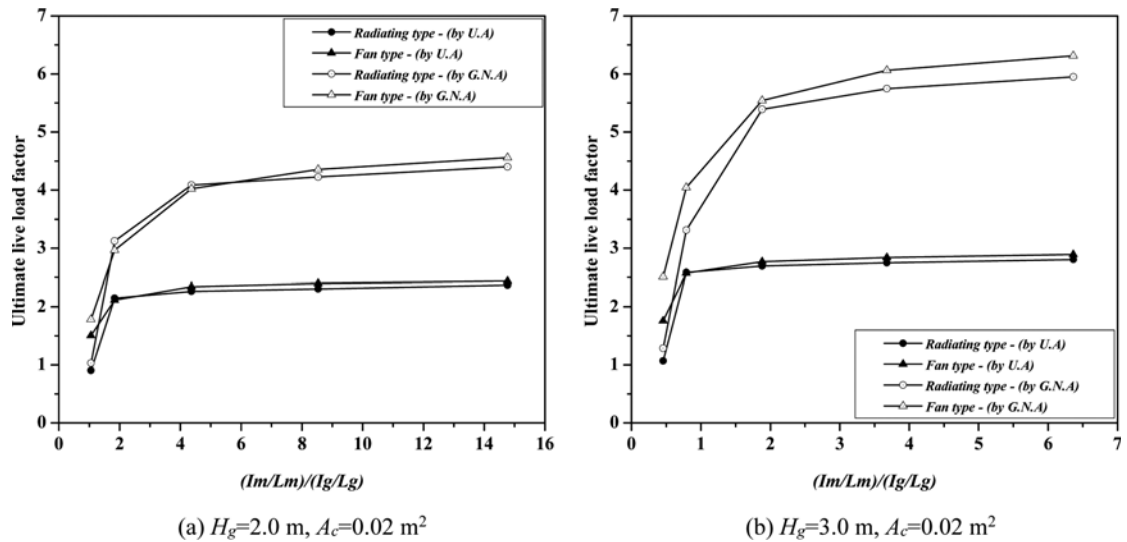 7
6
5
4
3
2
1
0
Ultimate live load factor
Radiating type - (by U.A)
Fan type - (by U.A)
Radiating type - (by G.N.A)
Fan type - (by G.N.A)
0 2 4 6 8 10 12 14 16
(Im/Lm)/(Ig/Lg)
(a) Hg=2.0 m, Ac=0.02 m²
7
6
5
4
3
2
1
0
Ultimate live load factor
Radiating type - (by U.A)
Fan type - (by U.A)
Radiating type - (by G.N.A)
Fan type - (by G.N.A)
0 1 2 3 4 5 6 7
(Im/Lm)/(Ig/Lg)
(b) Hg=3.0 m, Ac=0.02 m²